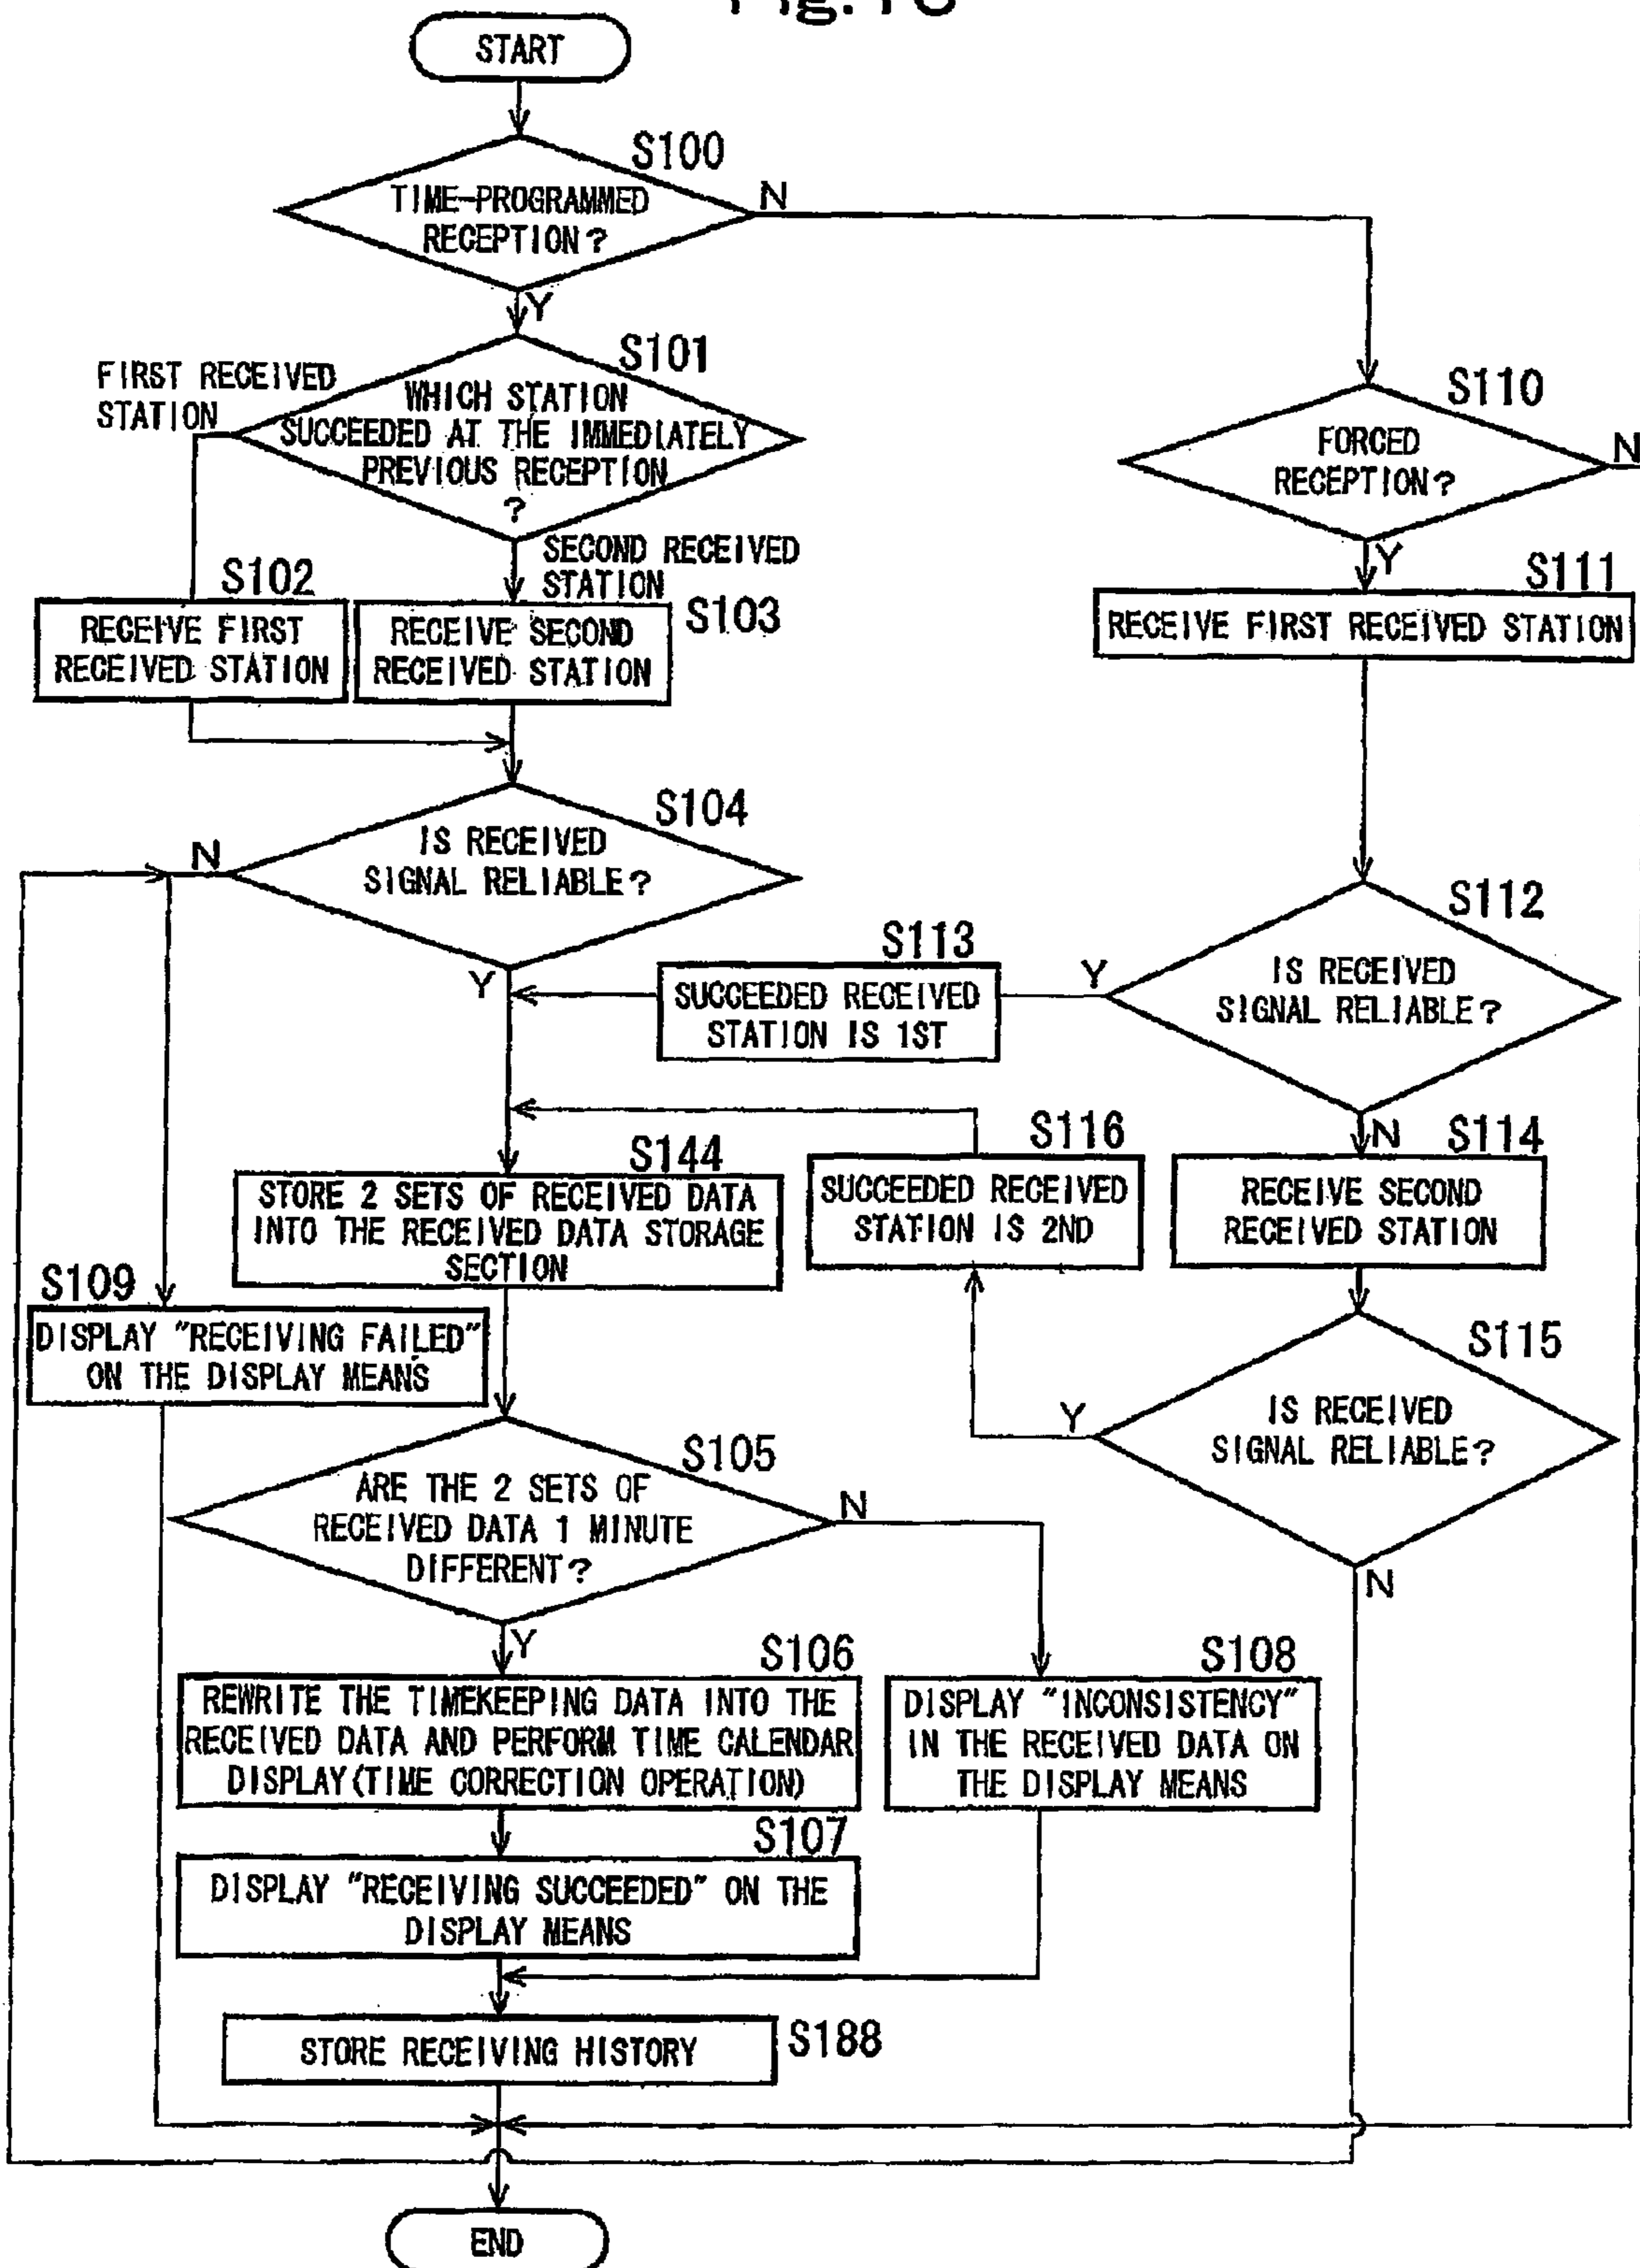 START
S100
TIME-PROGRAMMED
RECEPTION?
N
Y
S101
FIRST RECEIVED
STATION
WHICH STATION
SUCCEEDED AT THE IMMEDIATELY
PREVIOUS RECEPTION
?
SECOND RECEIVED
STATION
S110
FORCED
RECEPTION?
N
Y
S102
RECEIVE FIRST
RECEIVED STATION
S103
RECEIVE SECOND
RECEIVED STATION
S111
RECEIVE FIRST RECEIVED STATION
S104
IS RECEIVED
SIGNAL RELIABLE?
N
Y
S112
IS RECEIVED
SIGNAL RELIABLE?
Y
N
S113
SUCCEEDED RECEIVED
STATION IS 1ST
S144
STORE 2 SETS OF RECEIVED DATA
INTO THE RECEIVED DATA STORAGE
SECTION
S116
SUCCEEDED RECEIVED
STATION IS 2ND
S114
RECEIVE SECOND
RECEIVED STATION
S109
DISPLAY "RECEIVING FAILED"
ON THE DISPLAY MEANS
S115
IS RECEIVED
SIGNAL RELIABLE?
Y
N
S105
ARE THE 2 SETS OF
RECEIVED DATA 1 MINUTE
DIFFERENT?
N
Y
S106
REWRITE THE TIMEKEEPING DATA INTO THE
RECEIVED DATA AND PERFORM TIME CALENDAR
DISPLAY(TIME CORRECTION OPERATION)
S108
DISPLAY "INCONSISTENCY"
IN THE RECEIVED DATA ON
THE DISPLAY MEANS
S107
DISPLAY "RECEIVING SUCCEEDED" ON THE
DISPLAY MEANS
STORE RECEIVING HISTORY
S188
END